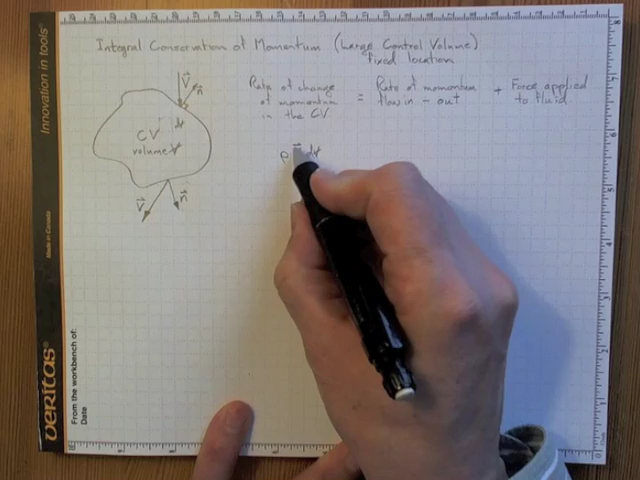 Integral Conservation of Momentum (Large Control Volume)
fixed location
Rate of change
of momentum
in the CV
=
Rate of momentum
flow in - out
+
Force applied
to fluid
V n
CV dV
volume V
V n
ρ V dV
veritas®
Innovation in tools®
Made in Canada
From the workbench of:
Date